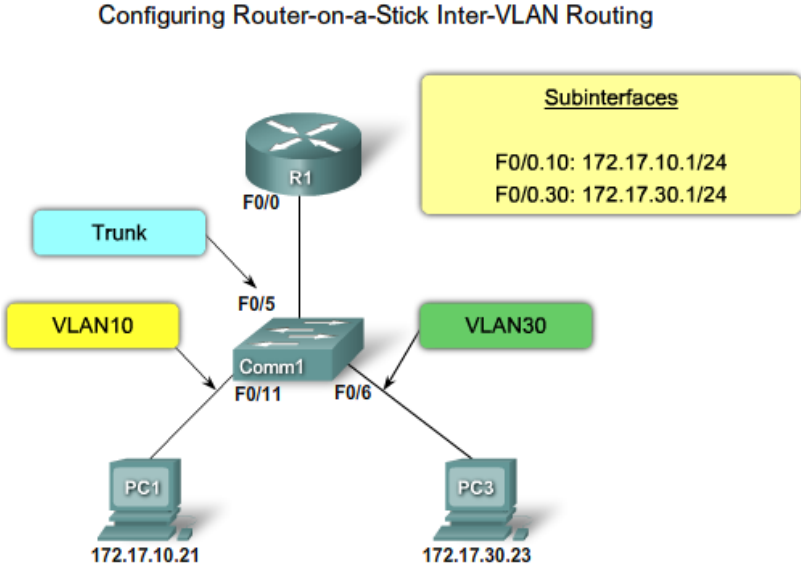 Configuring Router-on-a-Stick Inter-VLAN Routing
Subinterfaces
F0/0.10: 172.17.10.1/24
F0/0.30: 172.17.30.1/24
R1
F0/0
Trunk
F0/5
VLAN10
VLAN30
Comm1
F0/11
F0/6
PC1
PC3
172.17.10.21
172.17.30.23